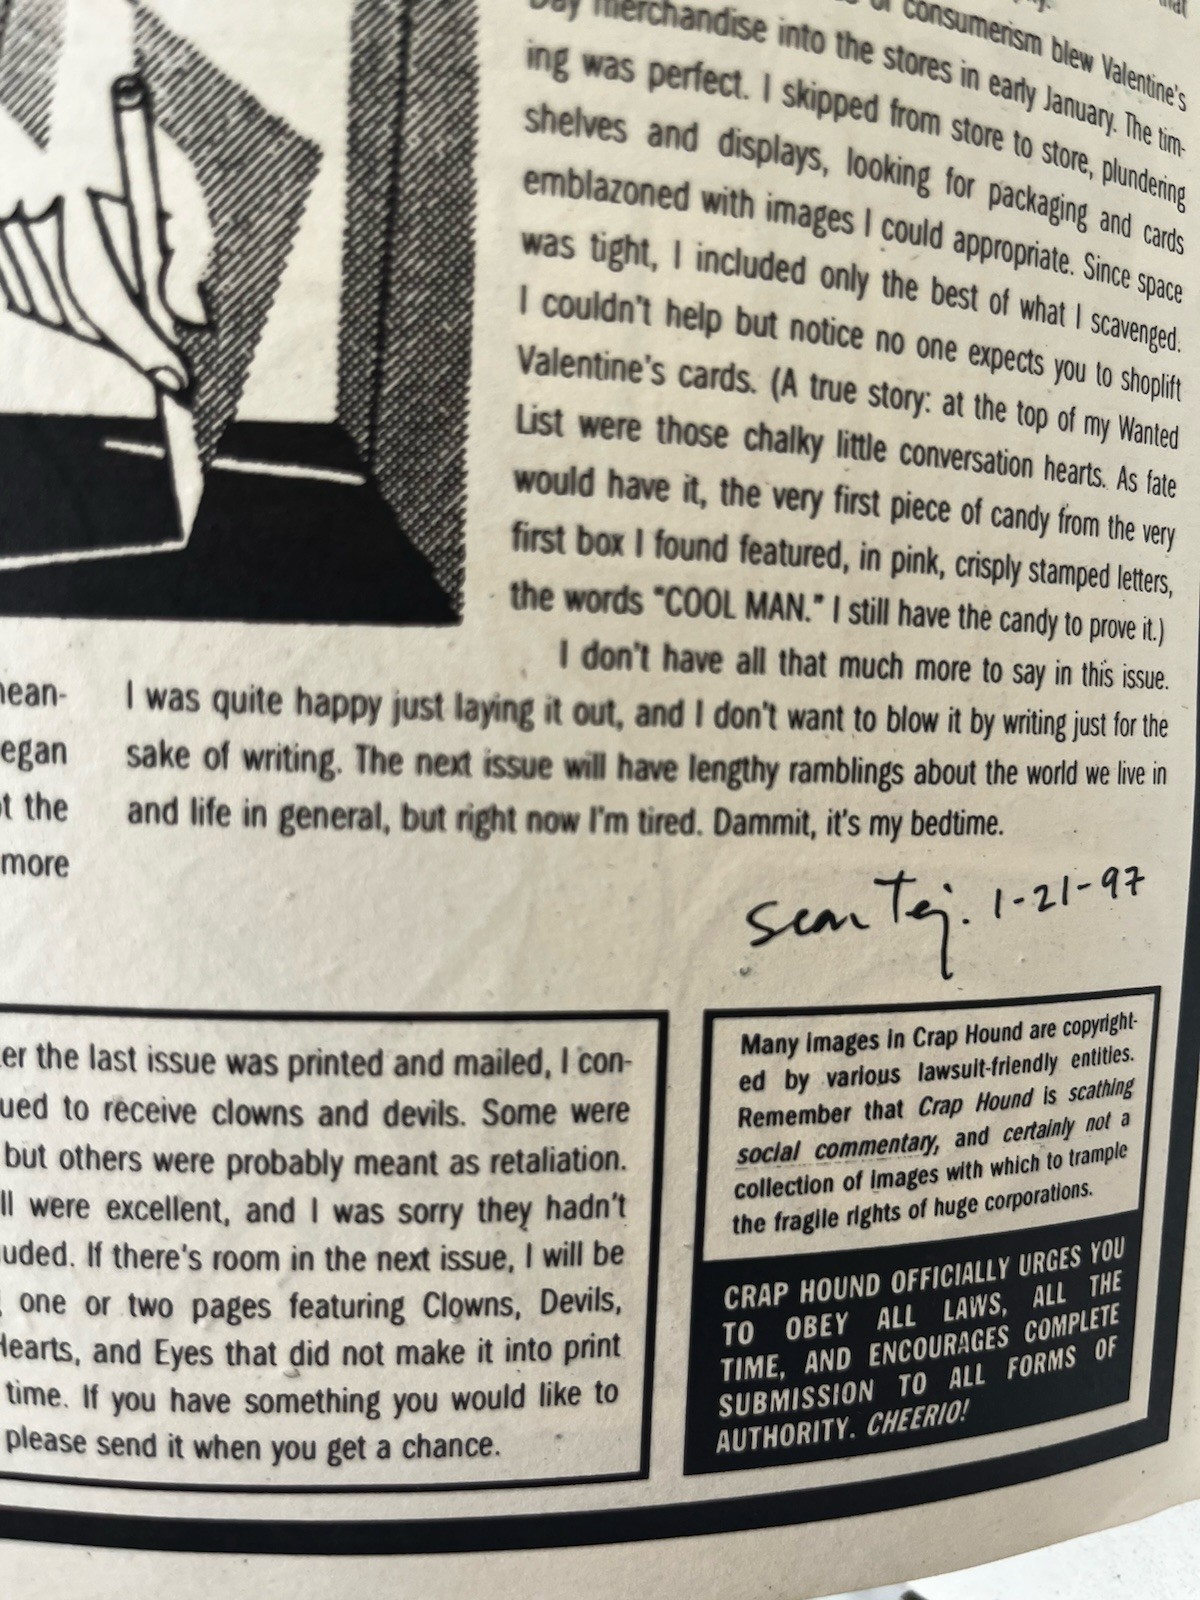 that
of consumerism blew Valentine's
Day merchandise into the stores in early January. The tim-
ing was perfect. I skipped from store to store, plundering
shelves and displays, looking for packaging and cards
emblazoned with images I could appropriate. Since space
was tight, I included only the best of what I scavenged.
I couldn't help but notice no one expects you to shoplift
Valentine's cards. (A true story: at the top of my Wanted
List were those chalky little conversation hearts. As fate
would have it, the very first piece of candy from the very
first box I found featured, in pink, crisply stamped letters,
the words "COOL MAN." I still have the candy to prove it.)
I don't have all that much more to say in this issue.
I was quite happy just laying it out, and I don't want to blow it by writing just for the
sake of writing. The next issue will have lengthy ramblings about the world we live in
and life in general, but right now I'm tired. Dammit, it's my bedtime.
Sean Tej. 1-21-97
mean-
egan
the
more
er the last issue was printed and mailed, I con-
ued to receive clowns and devils. Some were
but others were probably meant as retaliation.
ll were excellent, and I was sorry they hadn't
uded. If there's room in the next issue, I will be
one or two pages featuring Clowns, Devils,
Hearts, and Eyes that did not make it into print
time. If you have something you would like to
please send it when you get a chance.
Many images in Crap Hound are copyright-
ed by various lawsuit-friendly entities.
Remember that Crap Hound is scathing
social commentary, and certainly not a
collection of images with which to trample
the fragile rights of huge corporations.
CRAP HOUND OFFICIALLY URGES YOU
TO OBEY ALL LAWS, ALL THE
TIME, AND ENCOURAGES COMPLETE
SUBMISSION TO ALL FORMS OF
AUTHORITY. CHEERIO!